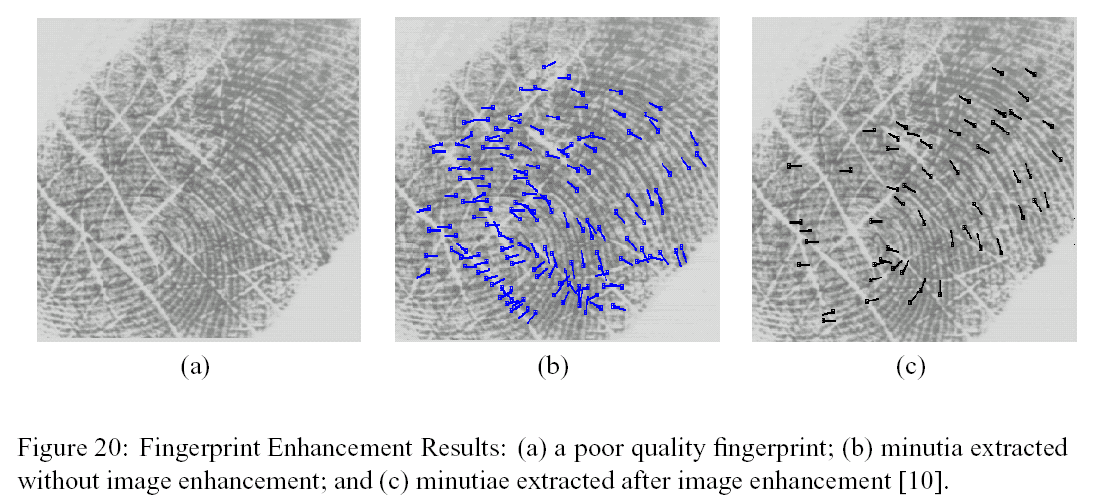 (a)
(b)
(c)
Figure 20: Fingerprint Enhancement Results: (a) a poor quality fingerprint; (b) minutia extracted
without image enhancement; and (c) minutiae extracted after image enhancement [10].